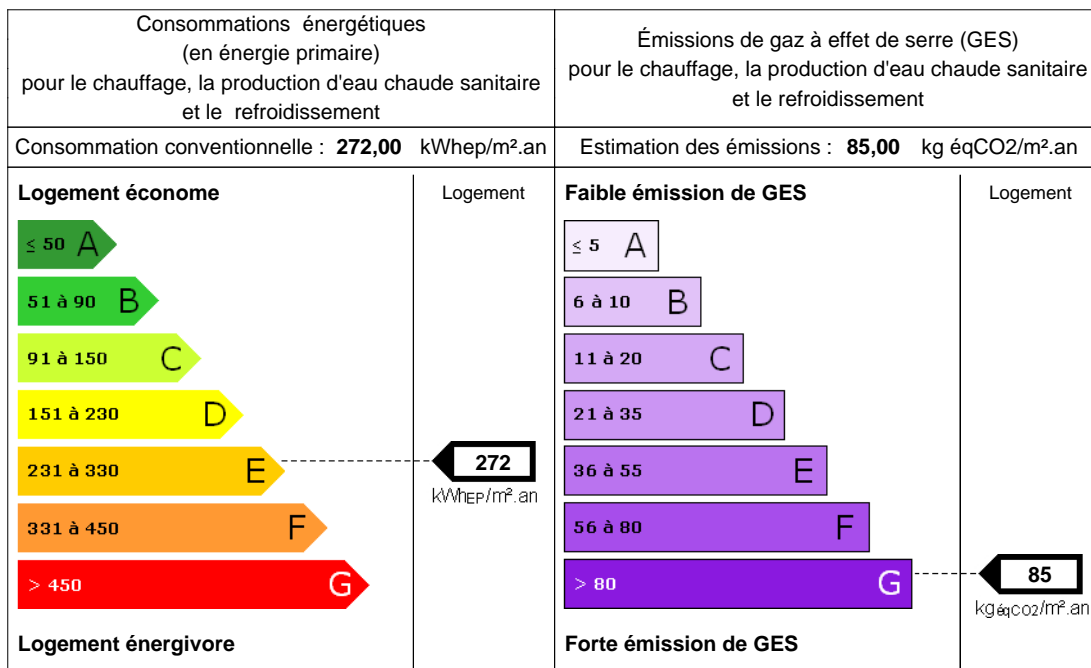 Consommations énergétiques
(en énergie primaire)
pour le chauffage, la production d'eau chaude sanitaire
et le refroidissement
Émissions de gaz à effet de serre (GES)
pour le chauffage, la production d'eau chaude sanitaire
et le refroidissement
Consommation conventionnelle : 272,00 kWhep/m².an
Estimation des émissions : 85,00 kg éqCO2/m².an
Logement économe
Logement
≤ 50 A
51 à 90 B
91 à 150 C
151 à 230 D
231 à 330 E
331 à 450 F
> 450 G
272
kWhEP/m².an
Logement énergivore
Faible émission de GES
Logement
≤ 5 A
6 à 10 B
11 à 20 C
21 à 35 D
36 à 55 E
56 à 80 F
> 80 G
85
kgéqCO2/m².an
Forte émission de GES